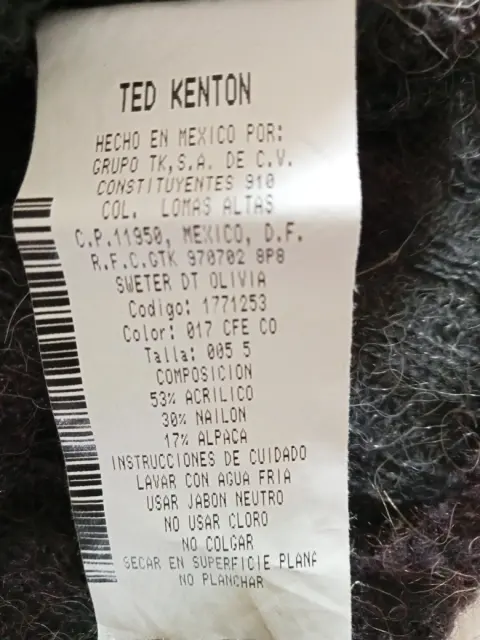 TED KENTON
HECHO EN MEXICO POR:
GRUPO TK,S.A. DE C.V.
CONSTITUYENTES 910
COL. LOMAS ALTAS
C.P.11950, MEXICO, D.F.
R.F.C.GTK 970702 8P8
SWETER DT OLIVIA
Codigo: 1771253
Color: 017 CFE CO
Talla: 005 5
COMPOSICION
53% ACRILICO
30% NAILON
17% ALPACA
INSTRUCCIONES DE CUIDADO
LAVAR CON AGUA FRIA
USAR JABON NEUTRO
NO USAR CLORO
NO COLGAR
SECAR EN SUPERFICIE PLANA
NO PLANCHAR